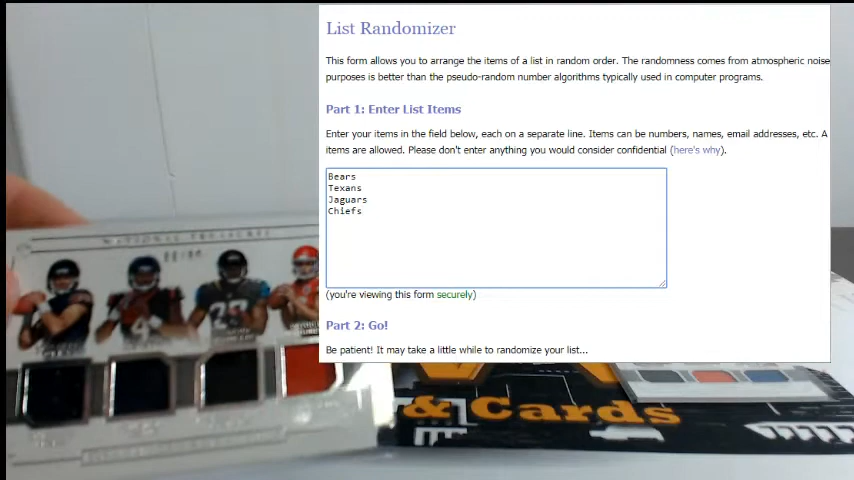 List Randomizer
This form allows you to arrange the items of a list in random order. The randomness comes from atmospheric noise
purposes is better than the pseudo-random number algorithms typically used in computer programs.
Part 1: Enter List Items
Enter your items in the field below, each on a separate line. Items can be numbers, names, email addresses, etc. A
items are allowed. Please don't enter anything you would consider confidential (here's why).
Bears
Texans
Jaguars
Chiefs
(you're viewing this form securely)
Part 2: Go!
Be patient! It may take a little while to randomize your list...
NATIONAL TREASURES
& Cards